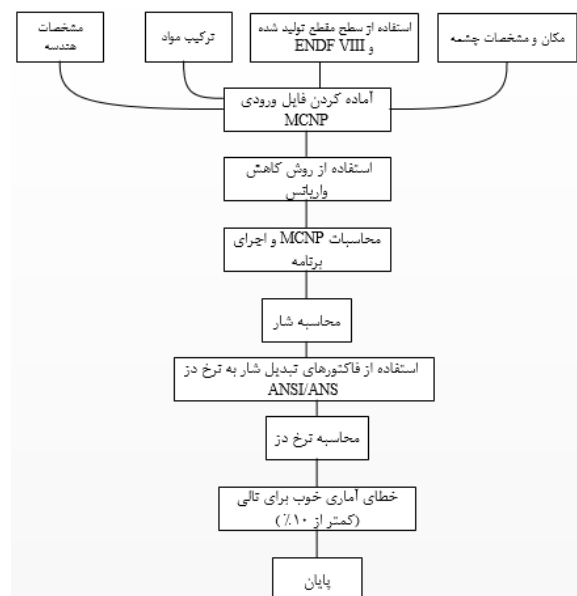 مشخصات
هندسه
ترکیب مواد
استفاده از سطح مقطع تولید شده
و ENDF VIII
مکان و مشخصات چشمه
آماده کردن فایل ورودی
MCNP
استفاده از روش کاهش
واریانس
محاسبات MCNP و اجرای
برنامه
محاسبه شار
استفاده از فاکتورهای تبدیل شار به نرخ دز
ANSI/ANS
محاسبه نرخ دز
خطای آماری خوب برای تالی
(کمتر از ۱۰٪)
پایان